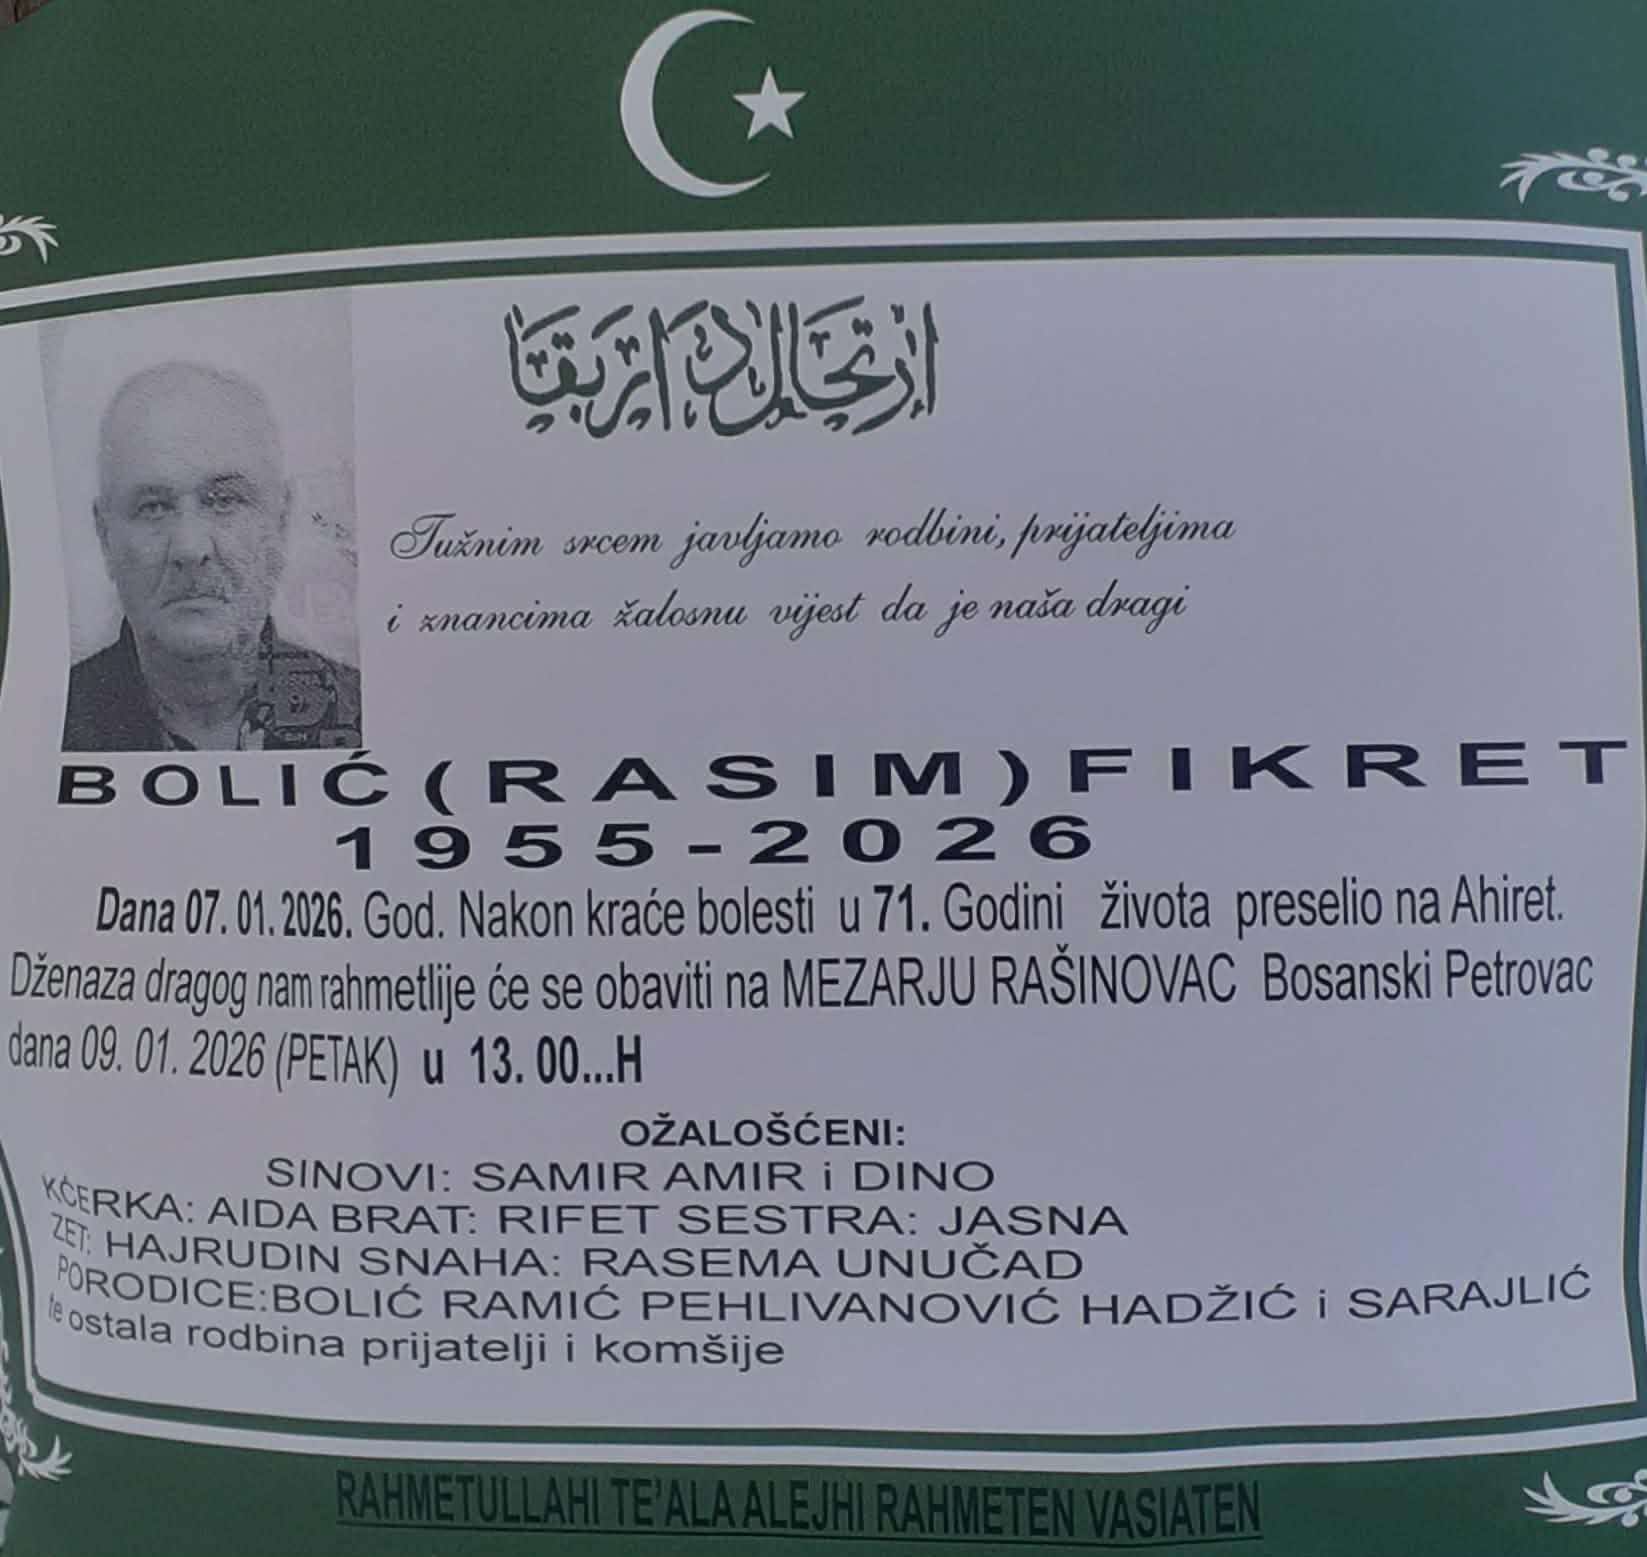 إرتحال دار بقا
Tužnim srcem javljamo rodbini, prijateljima
i znancima žalosnu vijest da je naša dragi
BOLIĆ (RASIM) FIKRET
1955-2026
Dana 07. 01. 2026. God. Nakon kraće bolesti u 71. Godini života preselio na Ahiret.
Dženaza dragog nam rahmetlije će se obaviti na MEZARJU RAŠINOVAC Bosanski Petrovac
dana 09. 01. 2026 (PETAK) u 13. 00...H
OŽALOŠĆENI:
SINOVI: SAMIR AMIR i DINO
KĆERKA: AIDA BRAT: RIFET SESTRA: JASNA
ZET: HAJRUDIN SNAHA: RASEMA UNUČAD
PORODICE:BOLIĆ RAMIĆ PEHLIVANOVIĆ HADŽIĆ i SARAJLIĆ
te ostala rodbina prijatelji i komšije
RAHMETULLAHI TE'ALA ALEJHI RAHMETEN VASIATEN